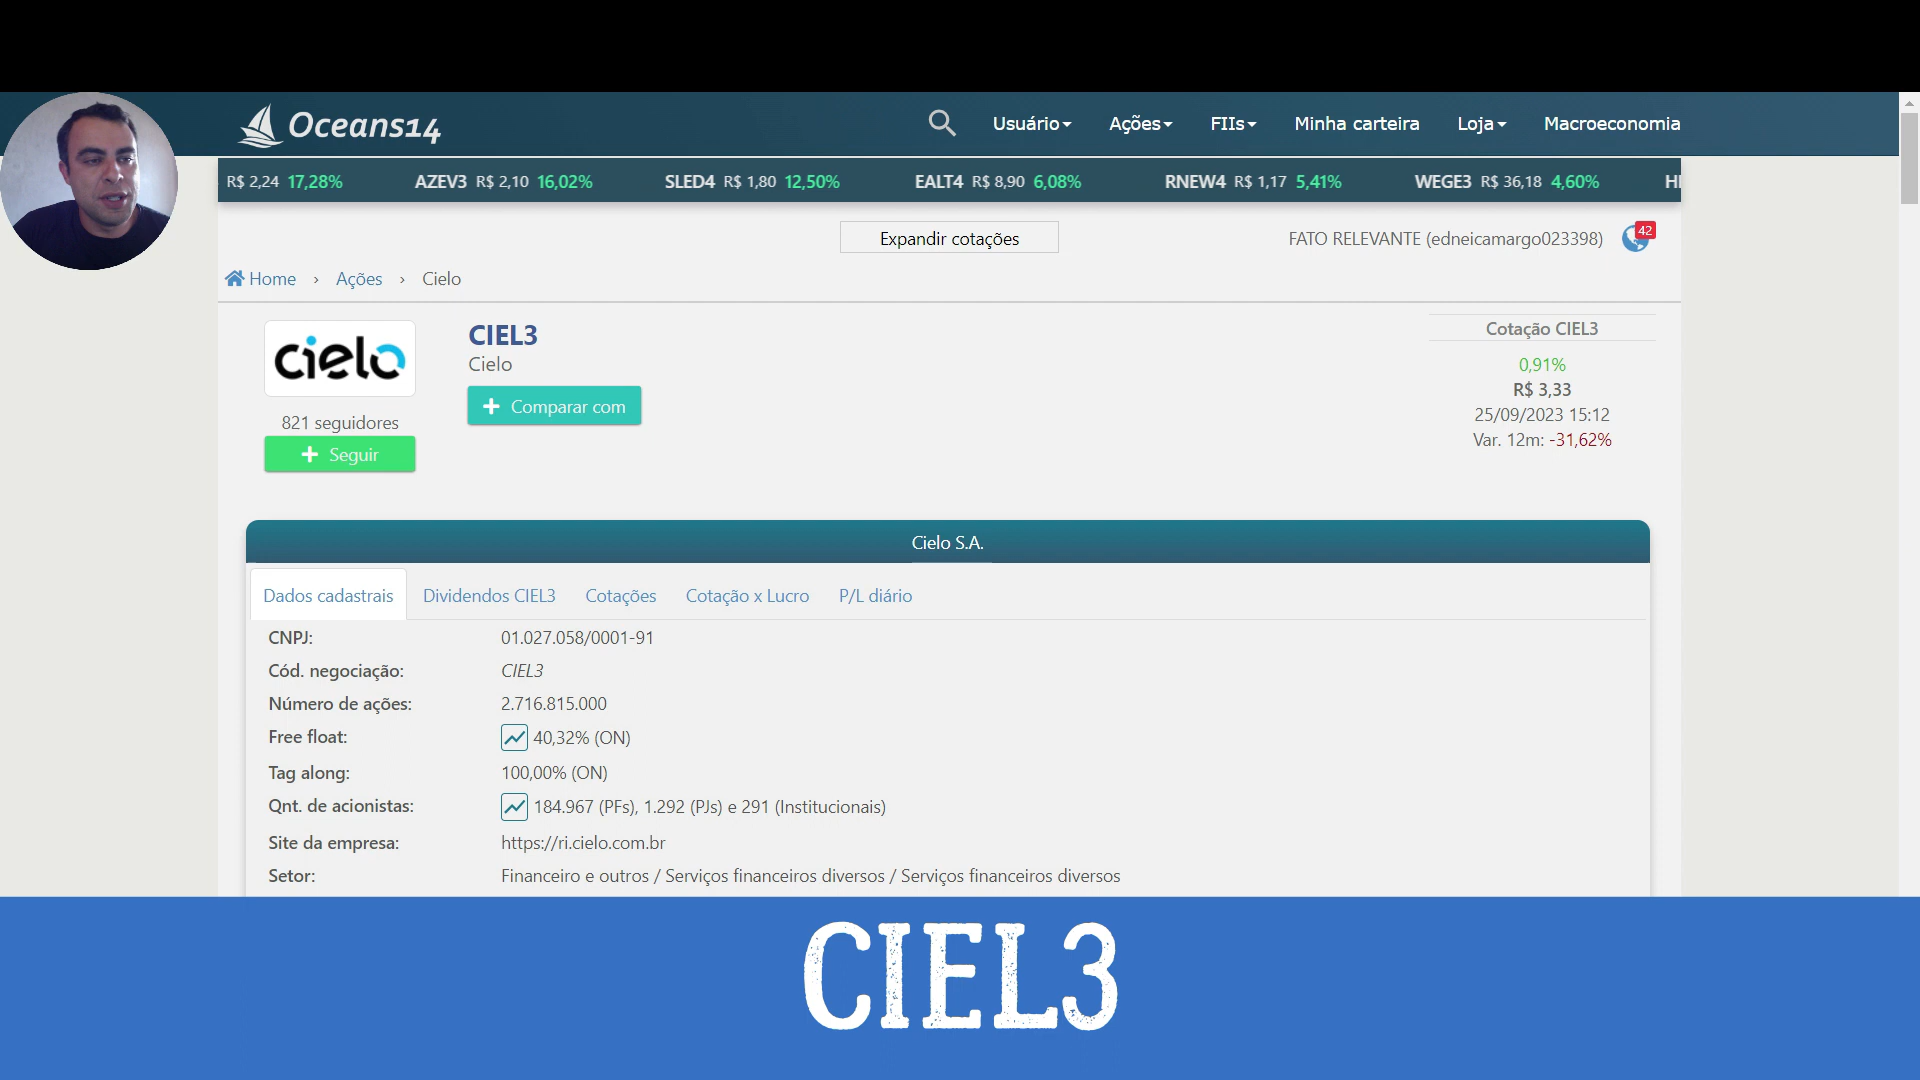 Oceans14
Usuário
Ações
FIIs
Minha carteira
Loja
Macroeconomia
R$ 2,24 17,28% AZEV3 R$ 2,10 16,02% SLED4 R$ 1,80 12,50% EALT4 R$ 8,90 6,08% RNEW4 R$ 1,17 5,41% WEGE3 R$ 36,18 4,60%
Expandir cotações
FATO RELEVANTE (edneicamargo023398)
42
Home › Ações › Cielo
cielo
821 seguidores
+ Seguir
CIEL3
Cielo
+ Comparar com
Cotação CIEL3
0,91%
R$ 3,33
25/09/2023 15:12
Var. 12m: -31,62%
Cielo S.A.
Dados cadastrais
Dividendos CIEL3
Cotações
Cotação x Lucro
P/L diário
CNPJ: 01.027.058/0001-91
Cód. negociação: CIEL3
Número de ações: 2.716.815.000
Free float: 40,32% (ON)
Tag along: 100,00% (ON)
Qnt. de acionistas: 184.967 (PFs), 1.292 (PJs) e 291 (Institucionais)
Site da empresa: https://ri.cielo.com.br
Setor: Financeiro e outros / Serviços financeiros diversos / Serviços financeiros diversos
CIEL3